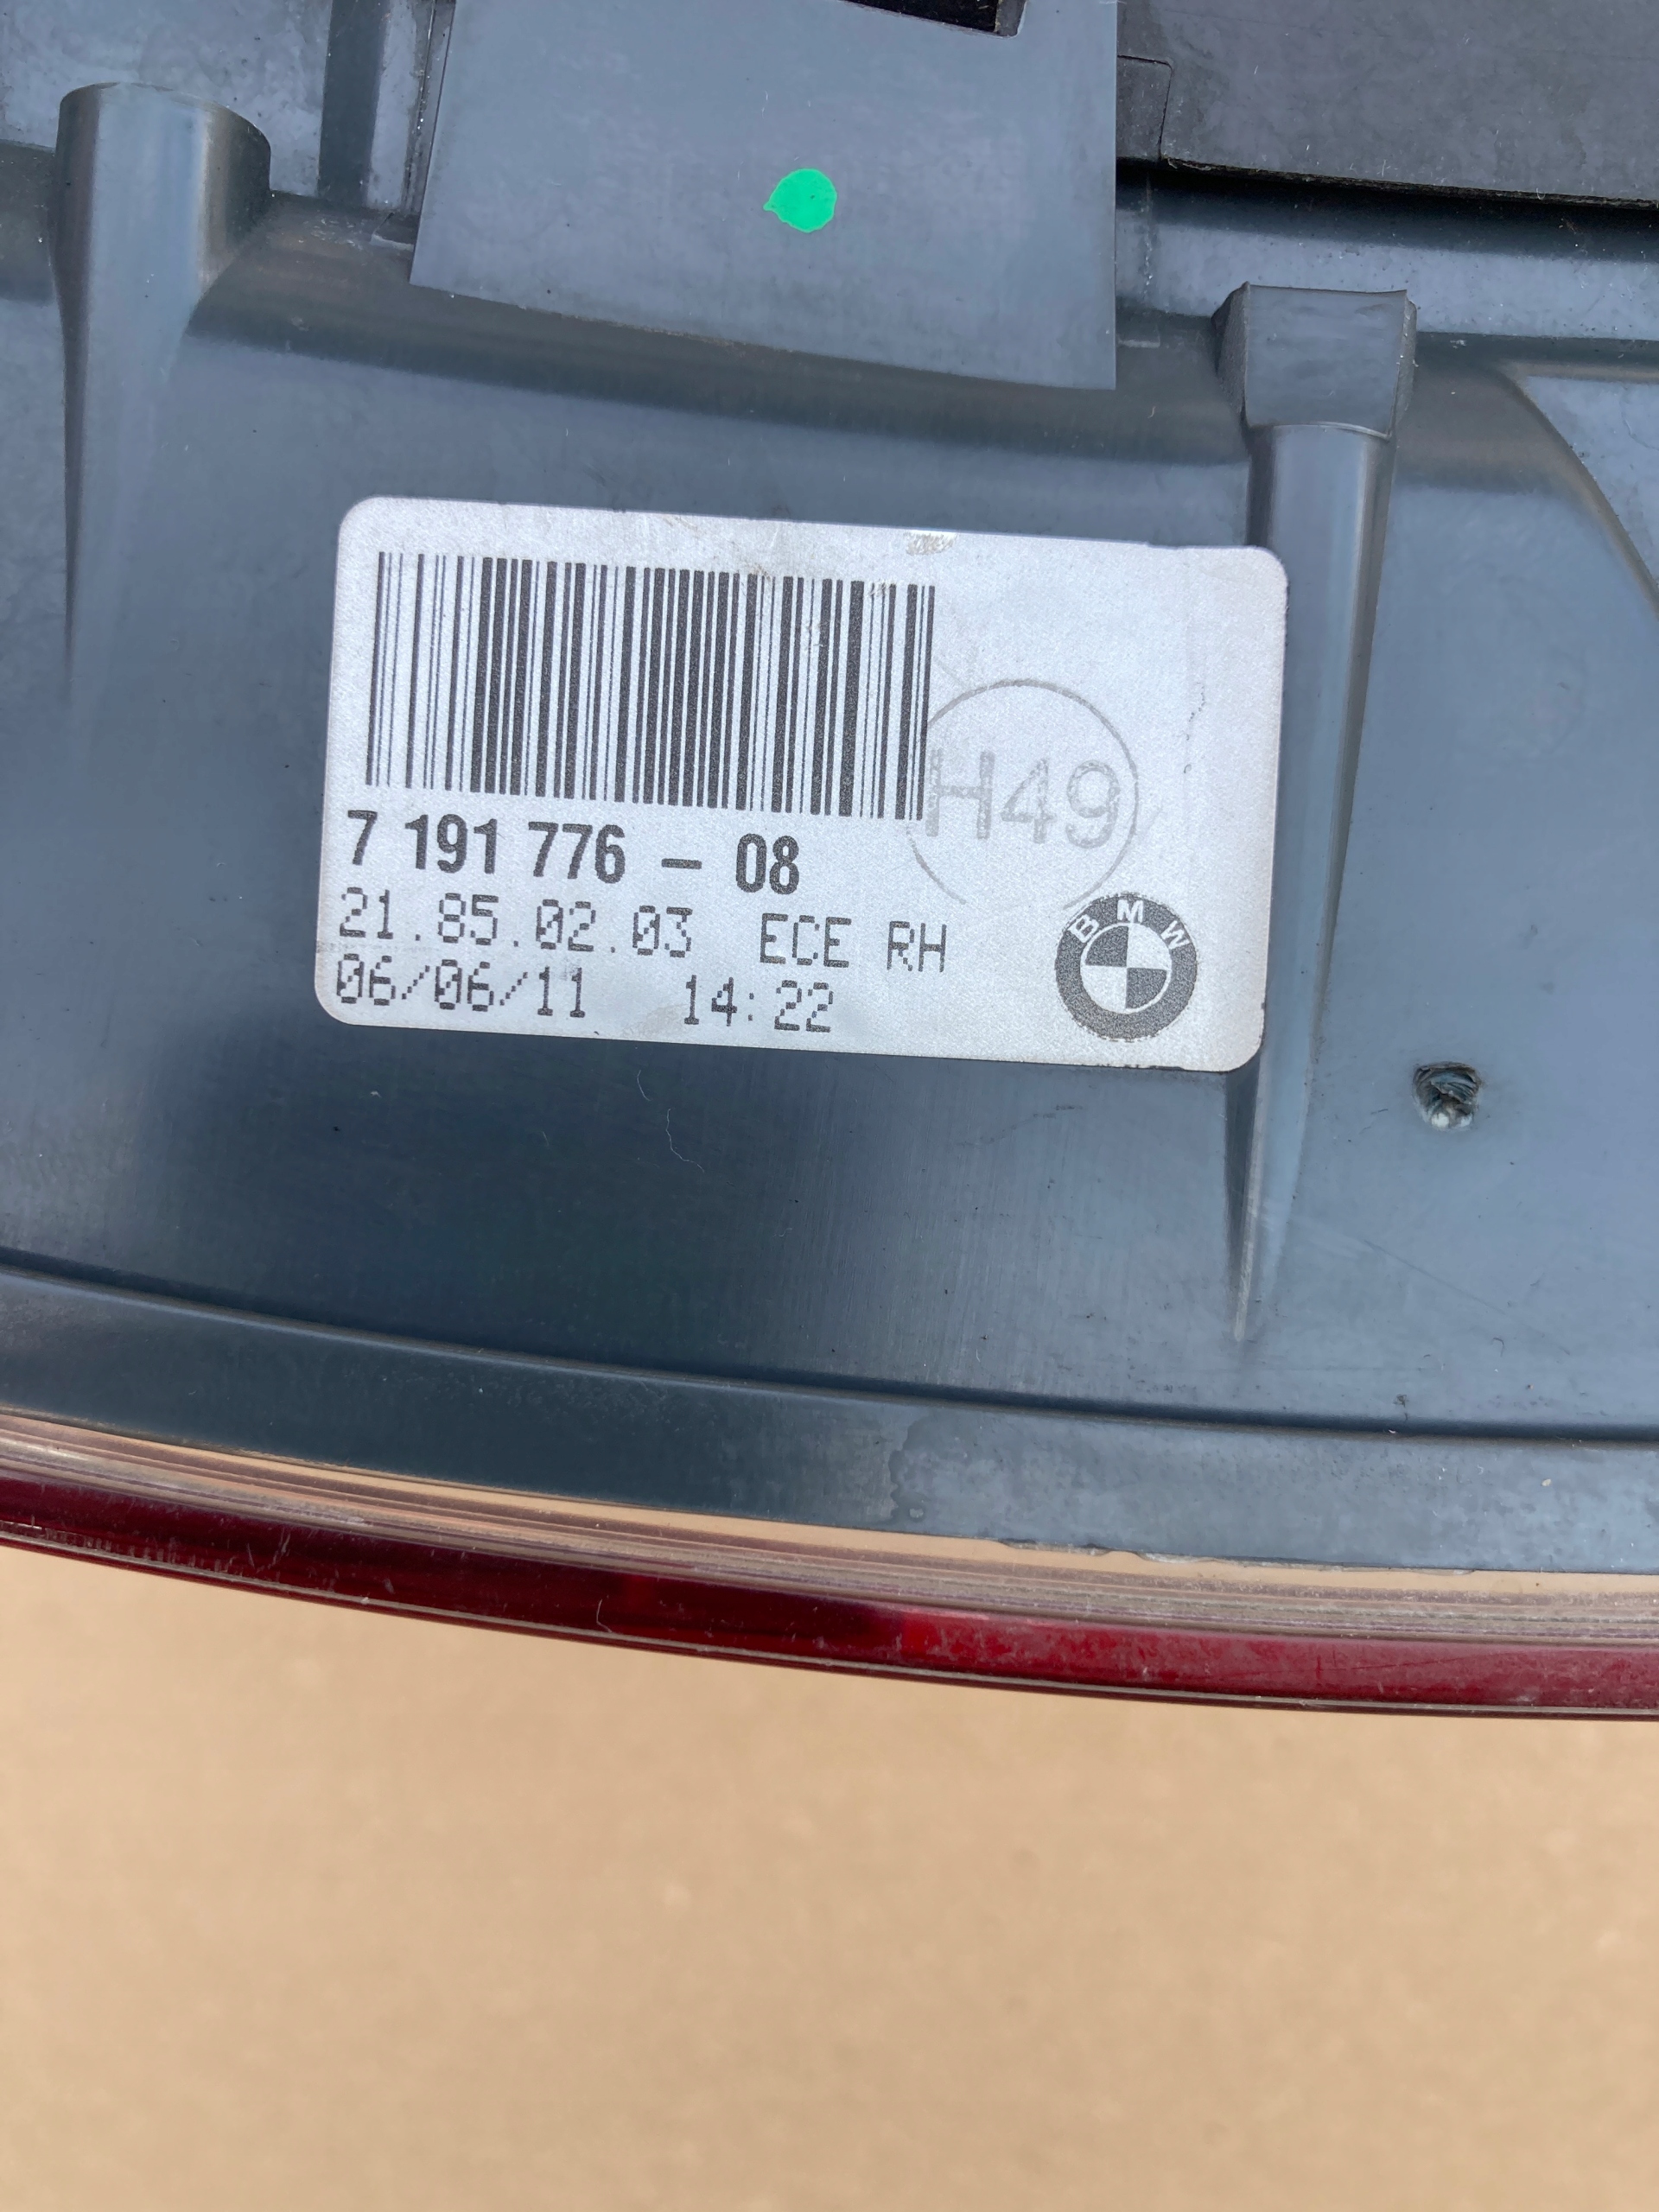 H49
7 191 776 – 08
21.85.02.03 ECE RH
06/06/11 14:22
BMW